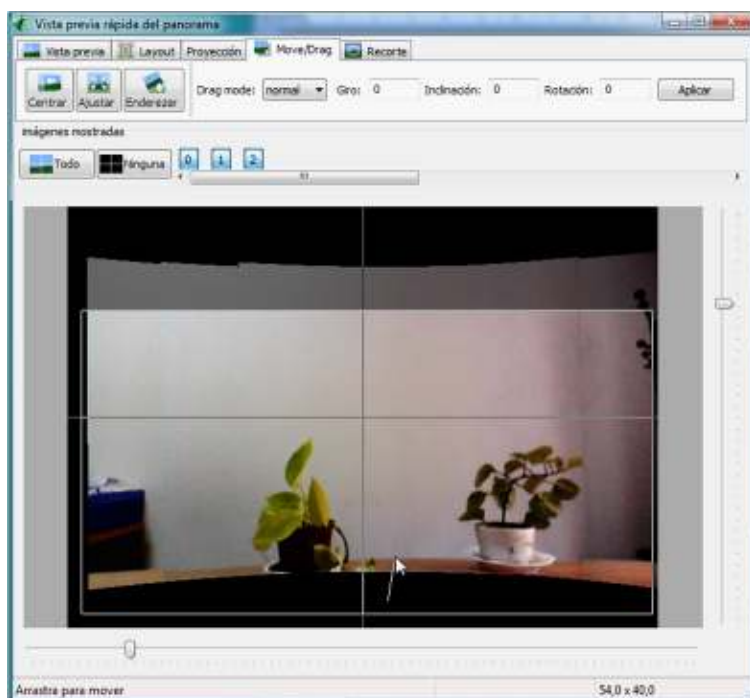 Vista previa rápida del panorama
Vista previa Layout Proyección Move/Drag Recorte
Centrar Ajustar Enderezar Drag mode: normal Giro: 0 Inclinación: 0 Rotación: 0 Aplicar
Imágenes mostradas
Todo Ninguna 0 1 2
Arrastra para mover 54,0 x 40,0